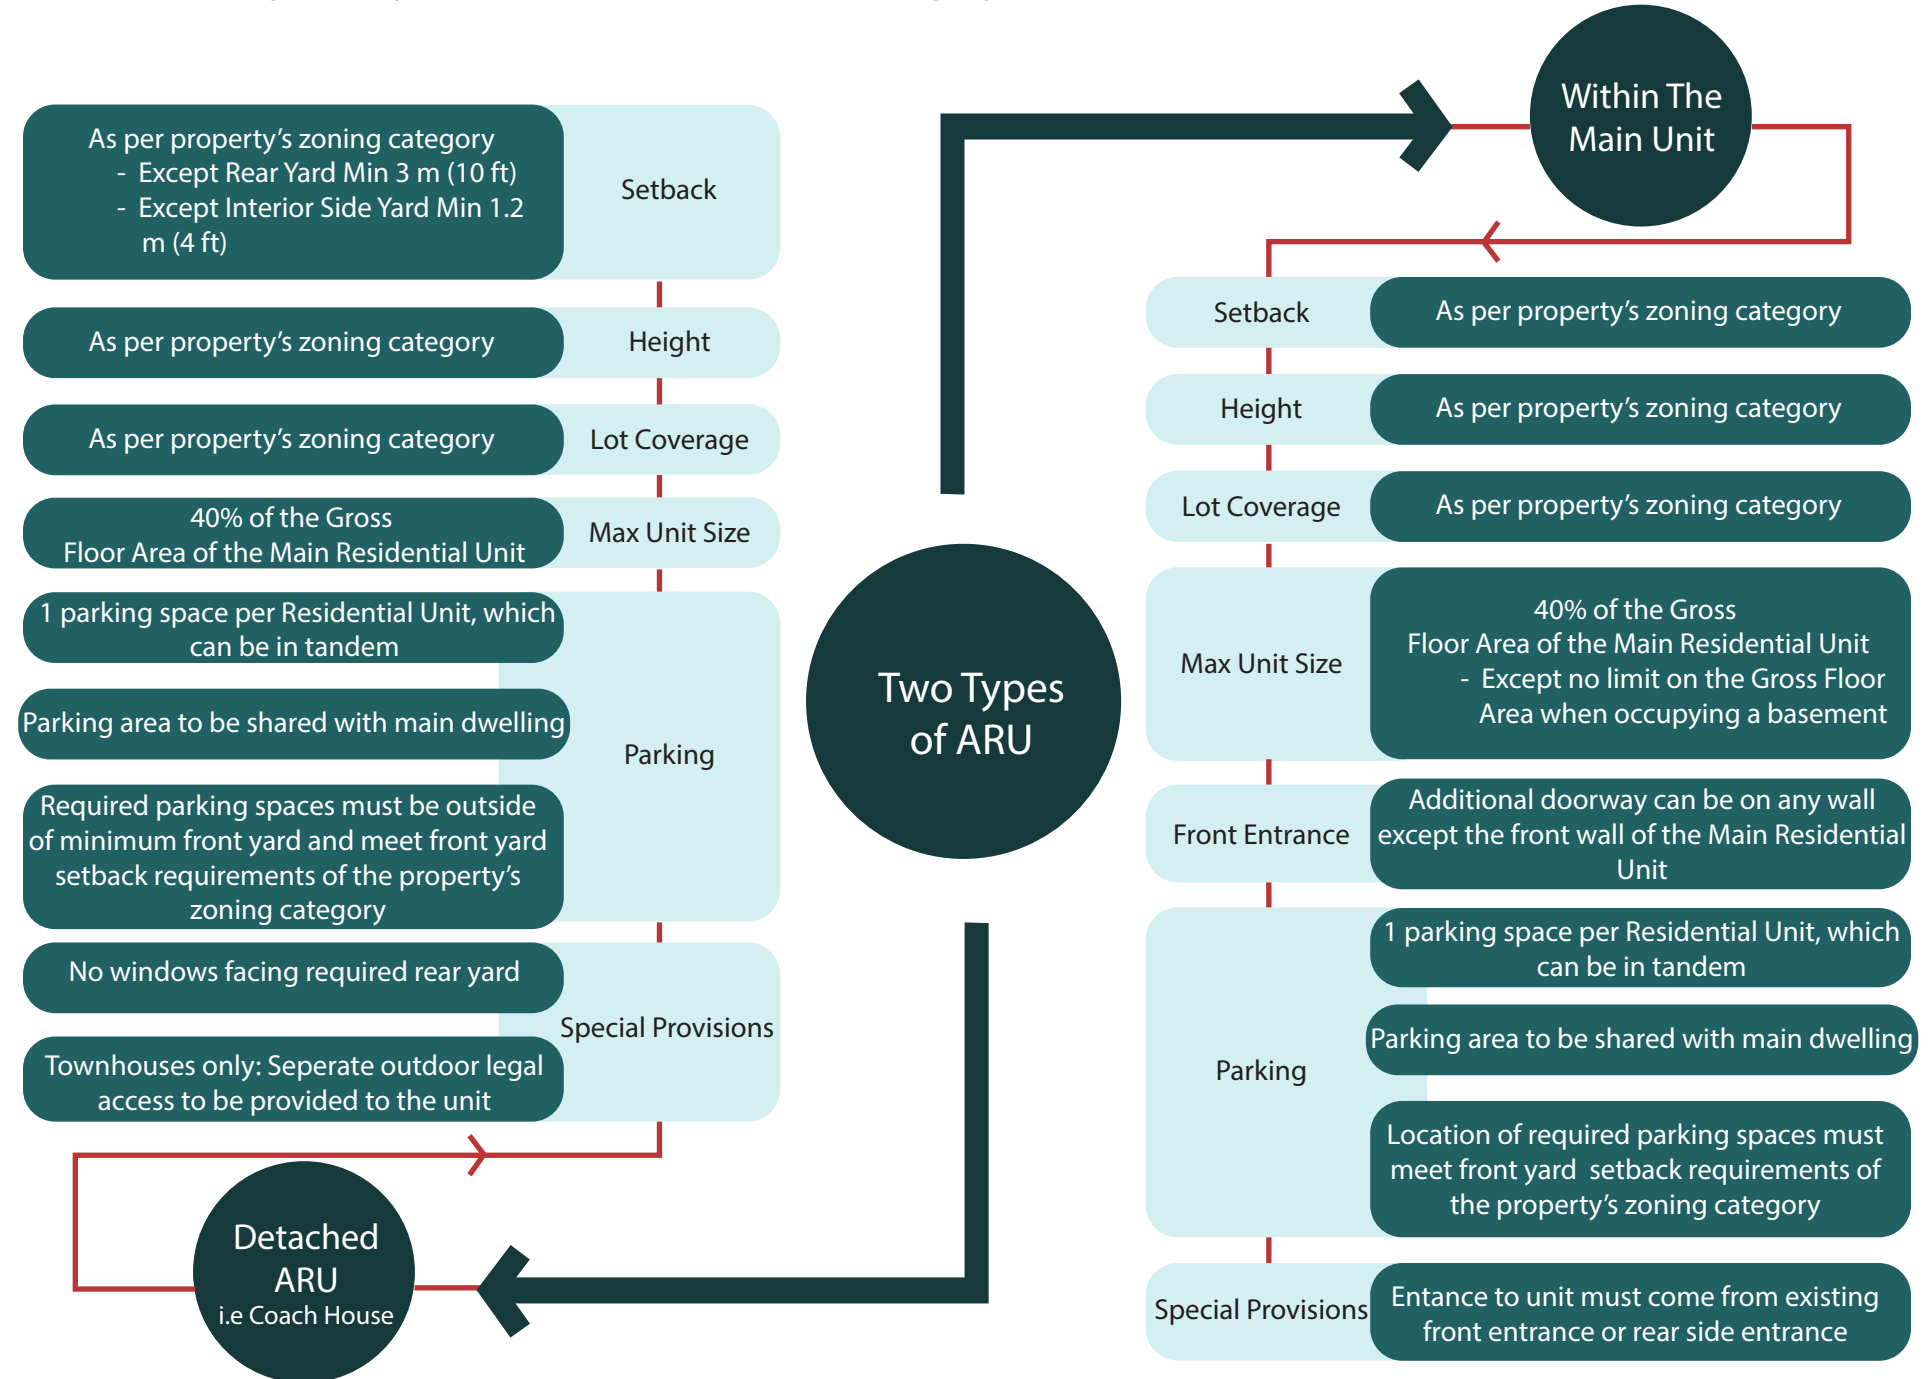 Within The
Main Unit
As per property's zoning category
- Except Rear Yard Min 3 m (10 ft)
- Except Interior Side Yard Min 1.2
m (4 ft)
Setback
As per property's zoning category
Height
As per property's zoning category
Lot Coverage
40% of the Gross
Floor Area of the Main Residential Unit
Max Unit Size
1 parking space per Residential Unit, which
can be in tandem
Parking area to be shared with main dwelling
Required parking spaces must be outside
of minimum front yard and meet front yard
setback requirements of the property's
zoning category
Parking
No windows facing required rear yard
Townhouses only: Seperate outdoor legal
access to be provided to the unit
Special Provisions
Detached
ARU
i.e Coach House
Two Types
of ARU
Setback
As per property's zoning category
Height
As per property's zoning category
Lot Coverage
As per property's zoning category
Max Unit Size
40% of the Gross
Floor Area of the Main Residential Unit
- Except no limit on the Gross Floor
Area when occupying a basement
Front Entrance
Additional doorway can be on any wall
except the front wall of the Main Residential
Unit
Parking
1 parking space per Residential Unit, which
can be in tandem
Parking area to be shared with main dwelling
Location of required parking spaces must
meet front yard  setback requirements of
the property's zoning category
Special Provisions
Entance to unit must come from existing
front entrance or rear side entrance